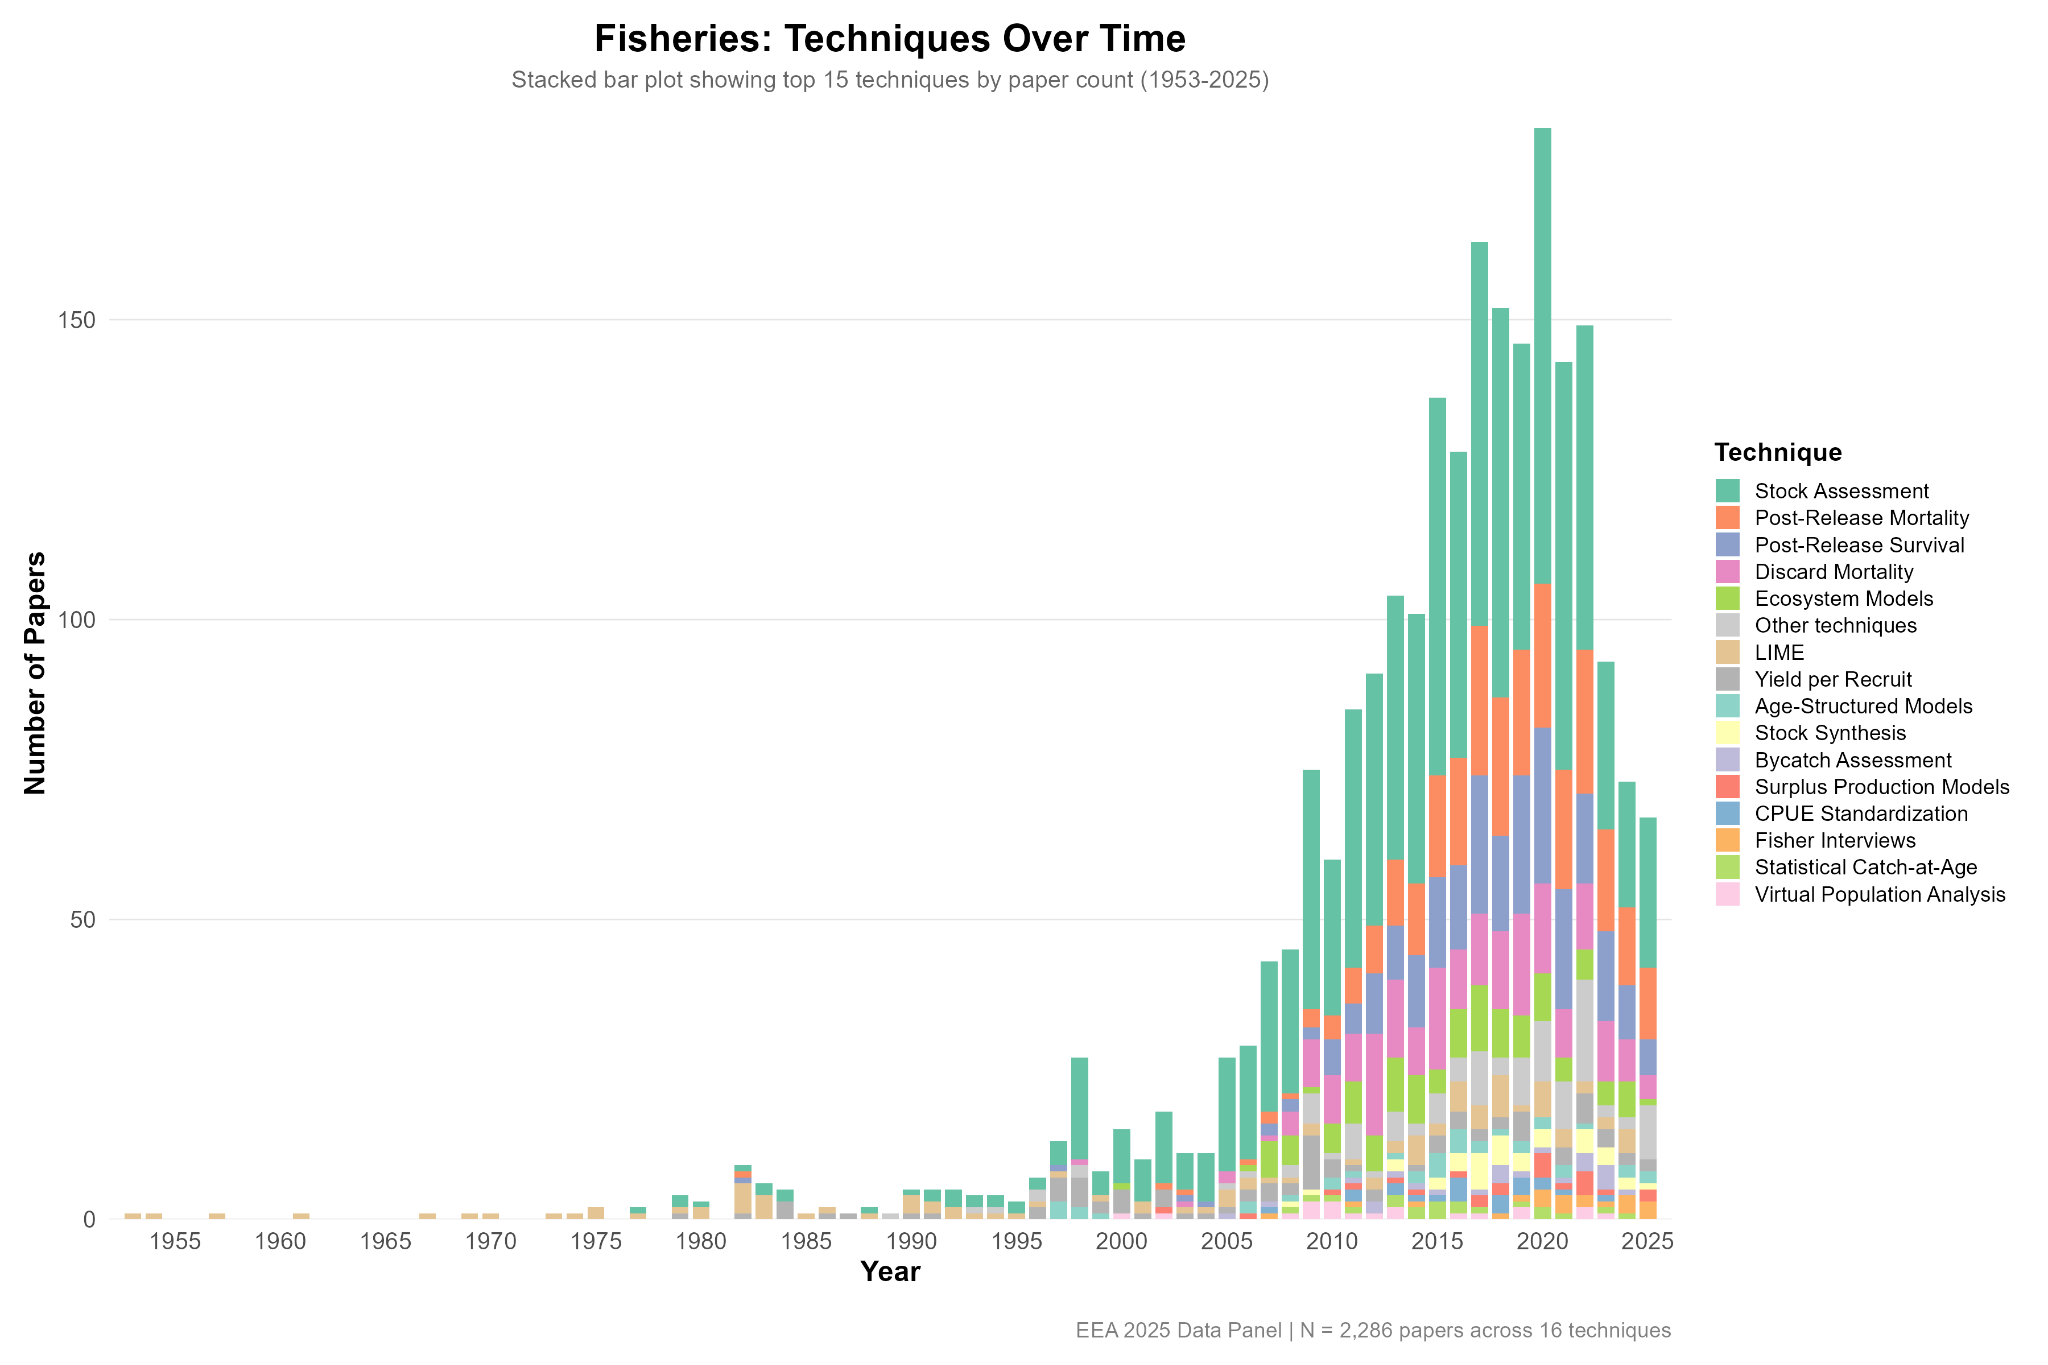 Fisheries: Techniques Over Time
Stacked bar plot showing top 15 techniques by paper count (1953-2025)
Number of Papers
150
100
50
0
1955 1960 1965 1970 1975 1980 1985 1990 1995 2000 2005 2010 2015 2020 2025
Year
Technique
Stock Assessment
Post-Release Mortality
Post-Release Survival
Discard Mortality
Ecosystem Models
Other techniques
LIME
Yield per Recruit
Age-Structured Models
Stock Synthesis
Bycatch Assessment
Surplus Production Models
CPUE Standardization
Fisher Interviews
Statistical Catch-at-Age
Virtual Population Analysis
EEA 2025 Data Panel | N = 2,286 papers across 16 techniques